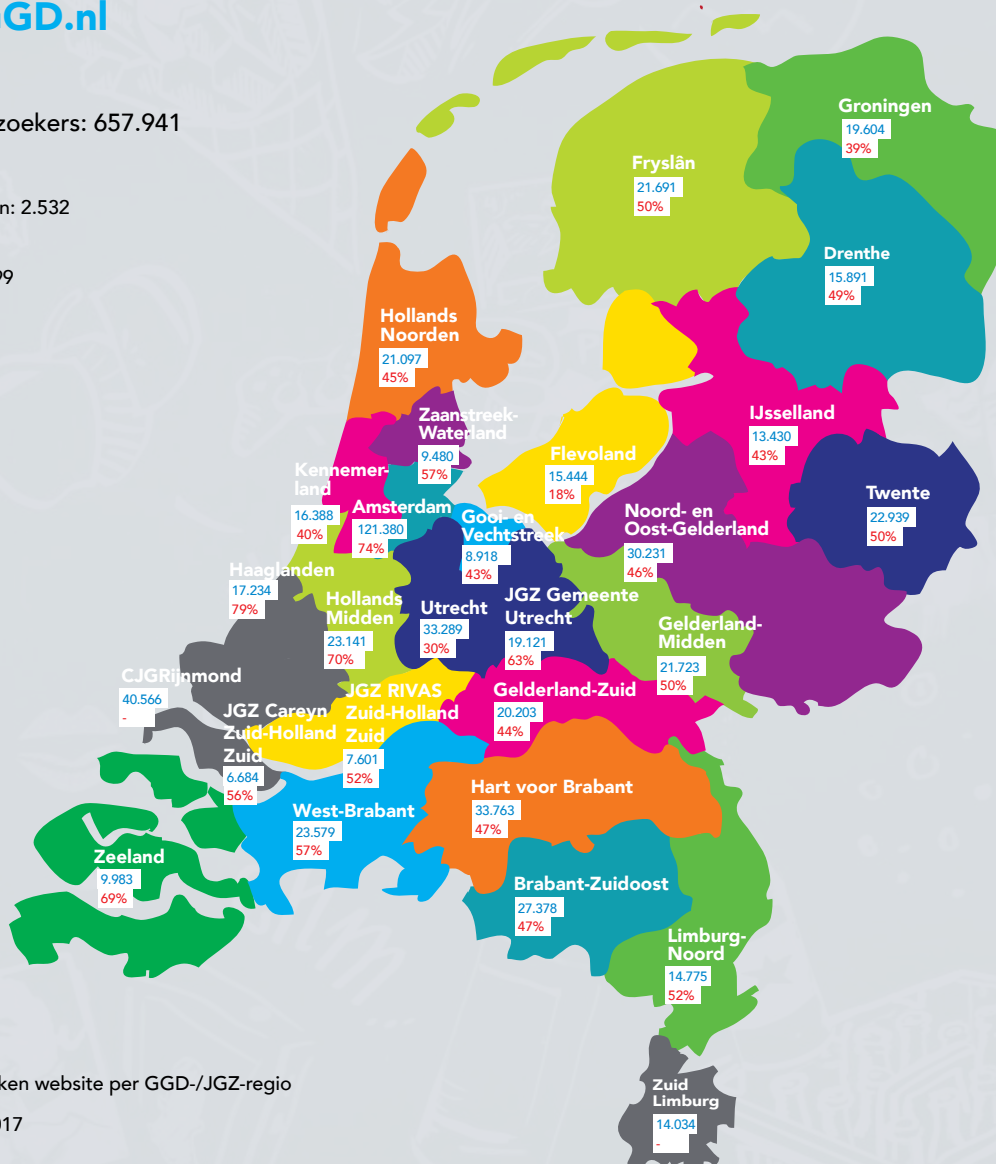 GGD.nl
zoekers: 657.941
n: 2.532
99
Groningen
19.604
39%
Fryslân
21.691
50%
Drenthe
15.891
49%
Hollands
Noorden
21.097
45%
Zaanstreek-
Waterland
9.480
57%
IJsselland
13.430
43%
Flevoland
15.444
18%
Kennemer-
land
16.388
40%
Amsterdam
121.380
74%
Gooi- en
Vechtstreek
8.918
43%
Noord- en
Oost-Gelderland
30.231
46%
Twente
22.939
50%
Haaglanden
17.234
79%
Hollands
Midden
23.141
70%
Utrecht
33.289
30%
JGZ Gemeente
Utrecht
19.121
63%
Gelderland-
Midden
21.723
50%
CJGRijnmond
40.566
-
JGZ Careyn
Zuid-Holland
Zuid
6.684
56%
JGZ RIVAS
Zuid-Holland
Zuid
7.601
52%
Gelderland-Zuid
20.203
44%
West-Brabant
23.579
57%
Hart voor Brabant
33.763
47%
Zeeland
9.983
69%
Brabant-Zuidoost
27.378
47%
Limburg-
Noord
14.775
52%
Zuid
Limburg
14.034
-
ken website per GGD-/JGZ-regio
017